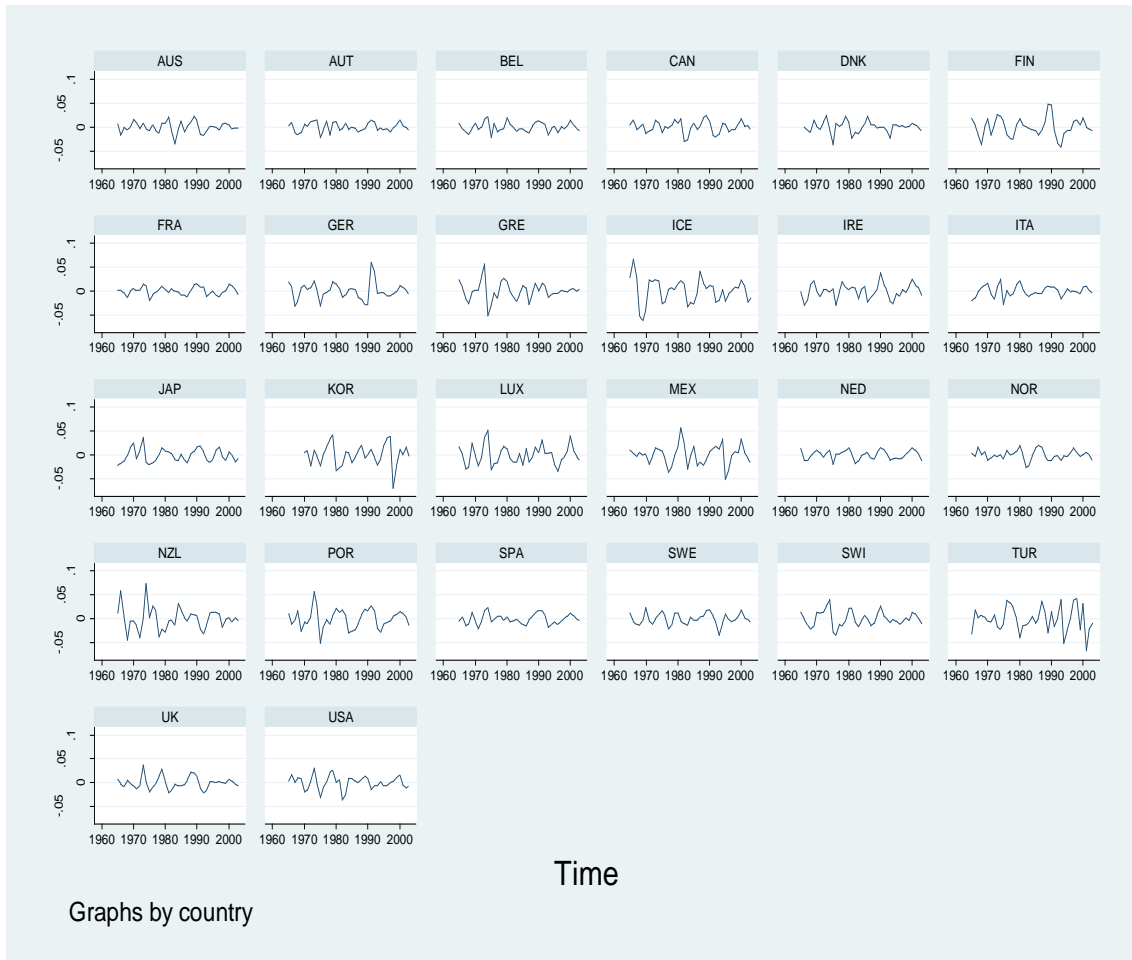 AUS AUT BEL CAN DNK FIN
.1
.05
0
-.05
1960 1970 1980 1990 2000 1960 1970 1980 1990 2000 1960 1970 1980 1990 2000 1960 1970 1980 1990 2000 1960 1970 1980 1990 2000 1960 1970 1980 1990 2000
FRA GER GRE ICE IRE ITA
.1
.05
0
-.05
1960 1970 1980 1990 2000 1960 1970 1980 1990 2000 1960 1970 1980 1990 2000 1960 1970 1980 1990 2000 1960 1970 1980 1990 2000 1960 1970 1980 1990 2000
JAP KOR LUX MEX NED NOR
.1
.05
0
-.05
1960 1970 1980 1990 2000 1960 1970 1980 1990 2000 1960 1970 1980 1990 2000 1960 1970 1980 1990 2000 1960 1970 1980 1990 2000 1960 1970 1980 1990 2000
NZL POR SPA SWE SWI TUR
.1
.05
0
-.05
1960 1970 1980 1990 2000 1960 1970 1980 1990 2000 1960 1970 1980 1990 2000 1960 1970 1980 1990 2000 1960 1970 1980 1990 2000 1960 1970 1980 1990 2000
UK USA
.1
.05
0
-.05
1960 1970 1980 1990 2000 1960 1970 1980 1990 2000
Time
Graphs by country